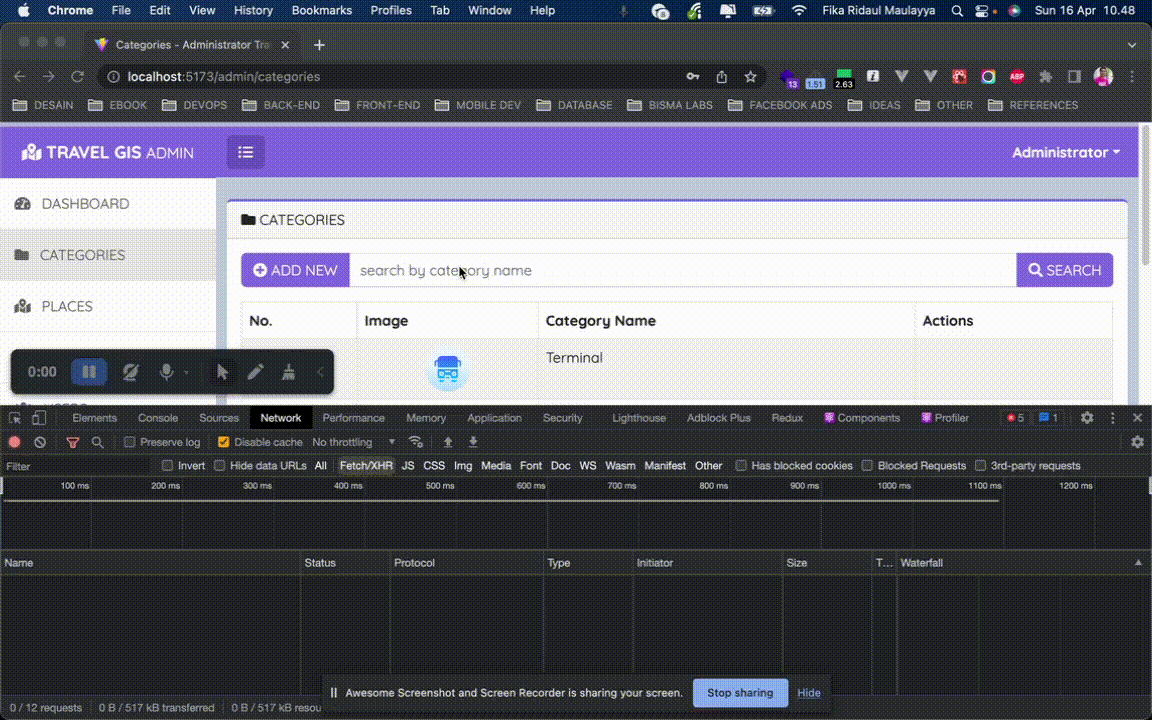 Chrome File Edit View History Bookmarks Profiles Tab Window Help Fika Ridaul Maulayya Sun 16 Apr 10.48
Categories - Administrator Tra
localhost:5173/admin/categories 13 1.51 2.63 ABP
DESAIN EBOOK DEVOPS BACK-END FRONT-END MOBILE DEV DATABASE BISMA LABS FACEBOOK ADS IDEAS OTHER REFERENCES
TRAVEL GIS ADMIN Administrator
DASHBOARD
CATEGORIES
CATEGORIES
ADD NEW search by category name SEARCH
PLACES
No. Image Category Name Actions
Terminal
0:00
Elements Console Sources Network Performance Memory Application Security Lighthouse Adblock Plus Redux Components Profiler 5 1
Preserve log Disable cache No throttling
Filter Invert Hide data URLs All Fetch/XHR JS CSS Img Media Font Doc WS Wasm Manifest Other Has blocked cookies Blocked Requests 3rd-party requests
100 ms 200 ms 300 ms 400 ms 500 ms 600 ms 700 ms 800 ms 900 ms 1000 ms 1100 ms 1200 ms
Name Status Protocol Type Initiator Size T... Waterfall
Awesome Screenshot and Screen Recorder is sharing your screen. Stop sharing Hide
0 / 12 requests 0 B / 517 kB transferred 0 B / 517 kB resou